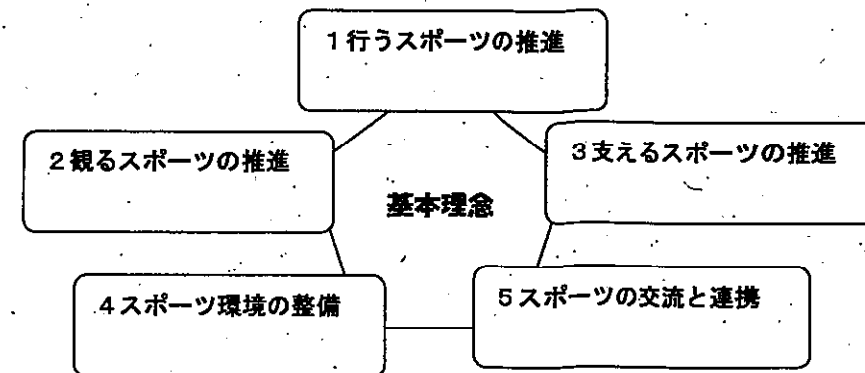 1行うスポーツの推進
2観るスポーツの推進
3支えるスポーツの推進
基本理念
4スポーツ環境の整備
5スポーツの交流と連携